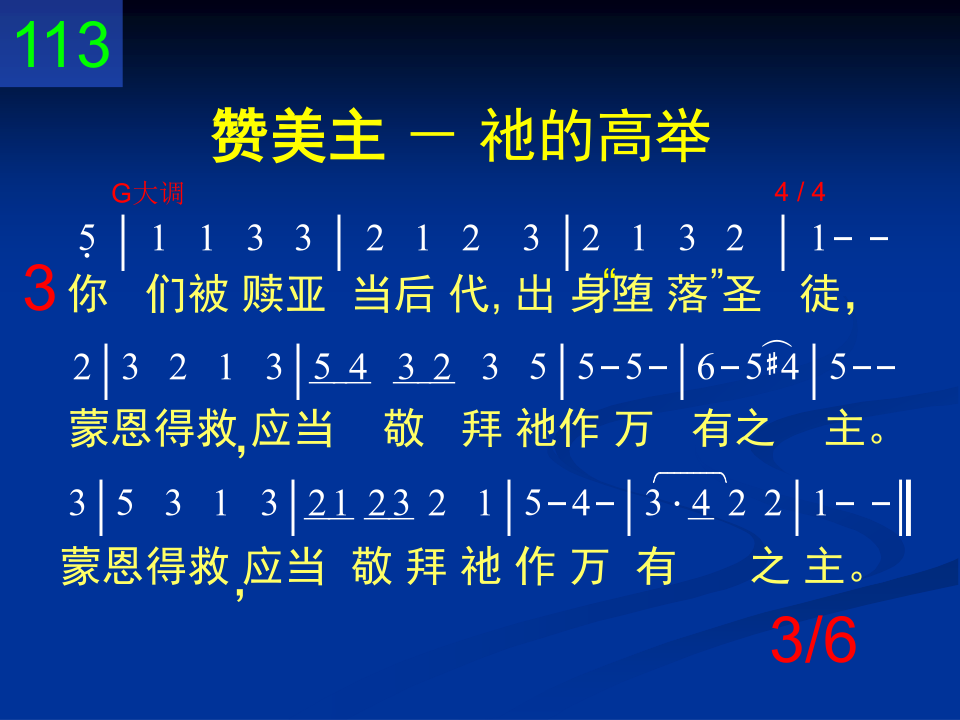 113
赞美主 － 祂的高举
G大调 4 / 4
5̣ | 1 1 3 3 | 2 1 2 3 | 2 1 3 2 | 1 – –
3 你 们被 赎亚 当后 代, 出 身“堕 落”圣 徒，
2 | 3 2 1 3 | 5 4 3 2 3 5 | 5 – 5 – | 6 – 5 #4 | 5 – –
蒙恩得救，应当 敬 拜 祂作 万 有之 主。
3 | 5 3 1 3 | 2 1 2 3 2 1 | 5 – 4 – | 3 · 4 2 2 | 1 – – ‖
蒙恩得救，应当 敬 拜 祂 作 万 有 之 主。
3/6